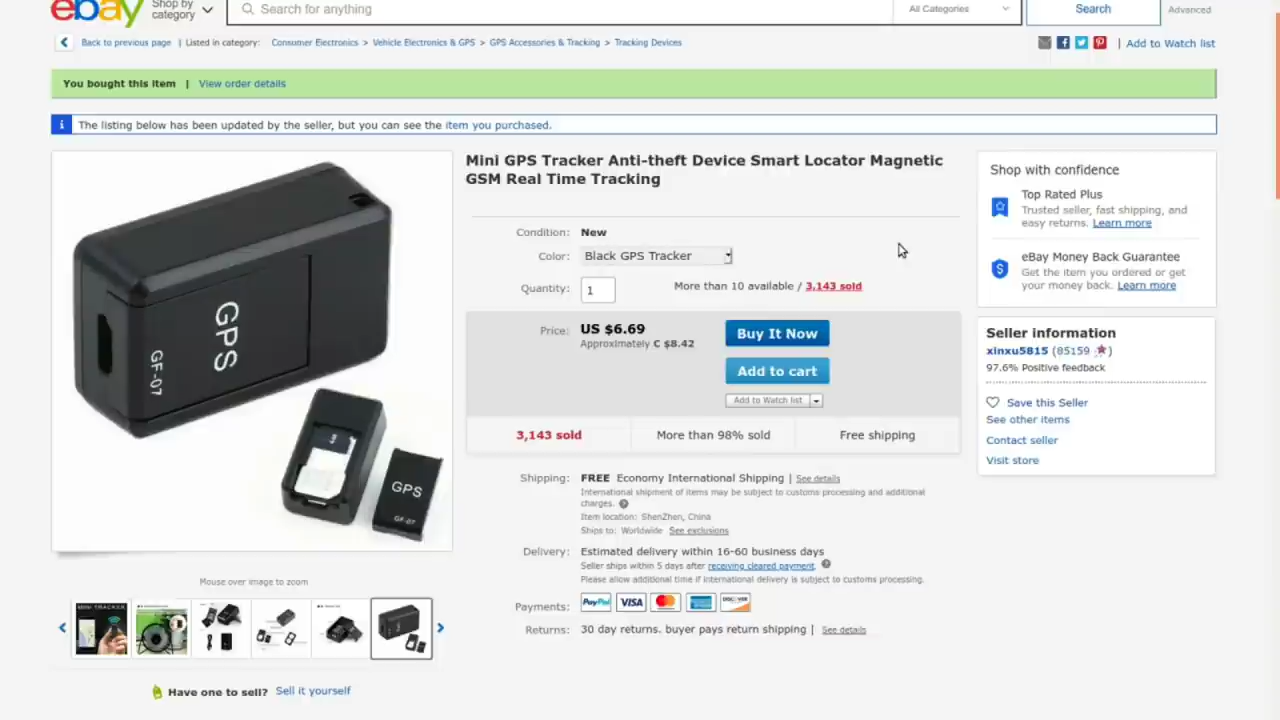 ebay
Shop by category
Search for anything
All Categories
Search
Advanced
Back to previous page | Listed in category: Consumer Electronics > Vehicle Electronics & GPS > GPS Accessories & Tracking > Tracking Devices
| Add to Watch list
You bought this item | View order details
i The listing below has been updated by the seller, but you can see the item you purchased.
GPS
GF-07
GPS
GF-07
Mouse over image to zoom
MINI TRACKER
Have one to sell? Sell it yourself
Mini GPS Tracker Anti-theft Device Smart Locator Magnetic
GSM Real Time Tracking
Condition: New
Color: Black GPS Tracker
Quantity: 1 More than 10 available / 3,143 sold
Price: US $6.69
Approximately C $8.42
Buy It Now
Add to cart
Add to Watch list
3,143 sold More than 98% sold Free shipping
Shipping: FREE Economy International Shipping | See details
International shipment of items may be subject to customs processing and additional
charges.
Item location: ShenZhen, China
Ships to: Worldwide See exclusions
Delivery: Estimated delivery within 16-60 business days
Seller ships within 5 days after receiving cleared payment.
Please allow additional time if international delivery is subject to customs processing.
Payments: PayPal VISA DISCOVER
Returns: 30 day returns. buyer pays return shipping | See details
Shop with confidence
Top Rated Plus
Trusted seller, fast shipping, and
easy returns. Learn more
eBay Money Back Guarantee
Get the item you ordered or get
your money back. Learn more
Seller information
xinxu5815 (85159)
97.6% Positive feedback
Save this Seller
See other items
Contact seller
Visit store